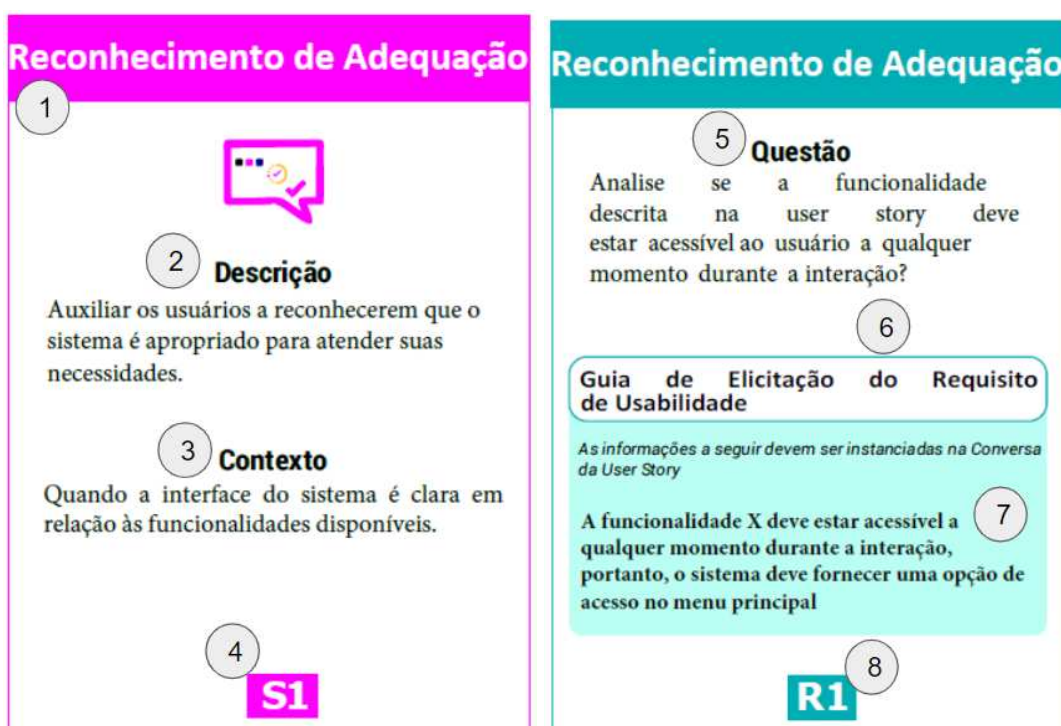 Reconhecimento de Adequação
1
2
Descrição
Auxiliar os usuários a reconhecerem que o
sistema é apropriado para atender suas
necessidades.
3
Contexto
Quando a interface do sistema é clara em
relação às funcionalidades disponíveis.
4
S1
Reconhecimento de Adequação
5
Questão
Analise se a funcionalidade
descrita na user story deve
estar acessível ao usuário a qualquer
momento durante a interação?
6
Guia de Elicitação do Requisito
de Usabilidade
As informações a seguir devem ser instanciadas na Conversa
da User Story
7
A funcionalidade X deve estar acessível a
qualquer momento durante a interação,
portanto, o sistema deve fornecer uma opção de
acesso no menu principal
8
R1